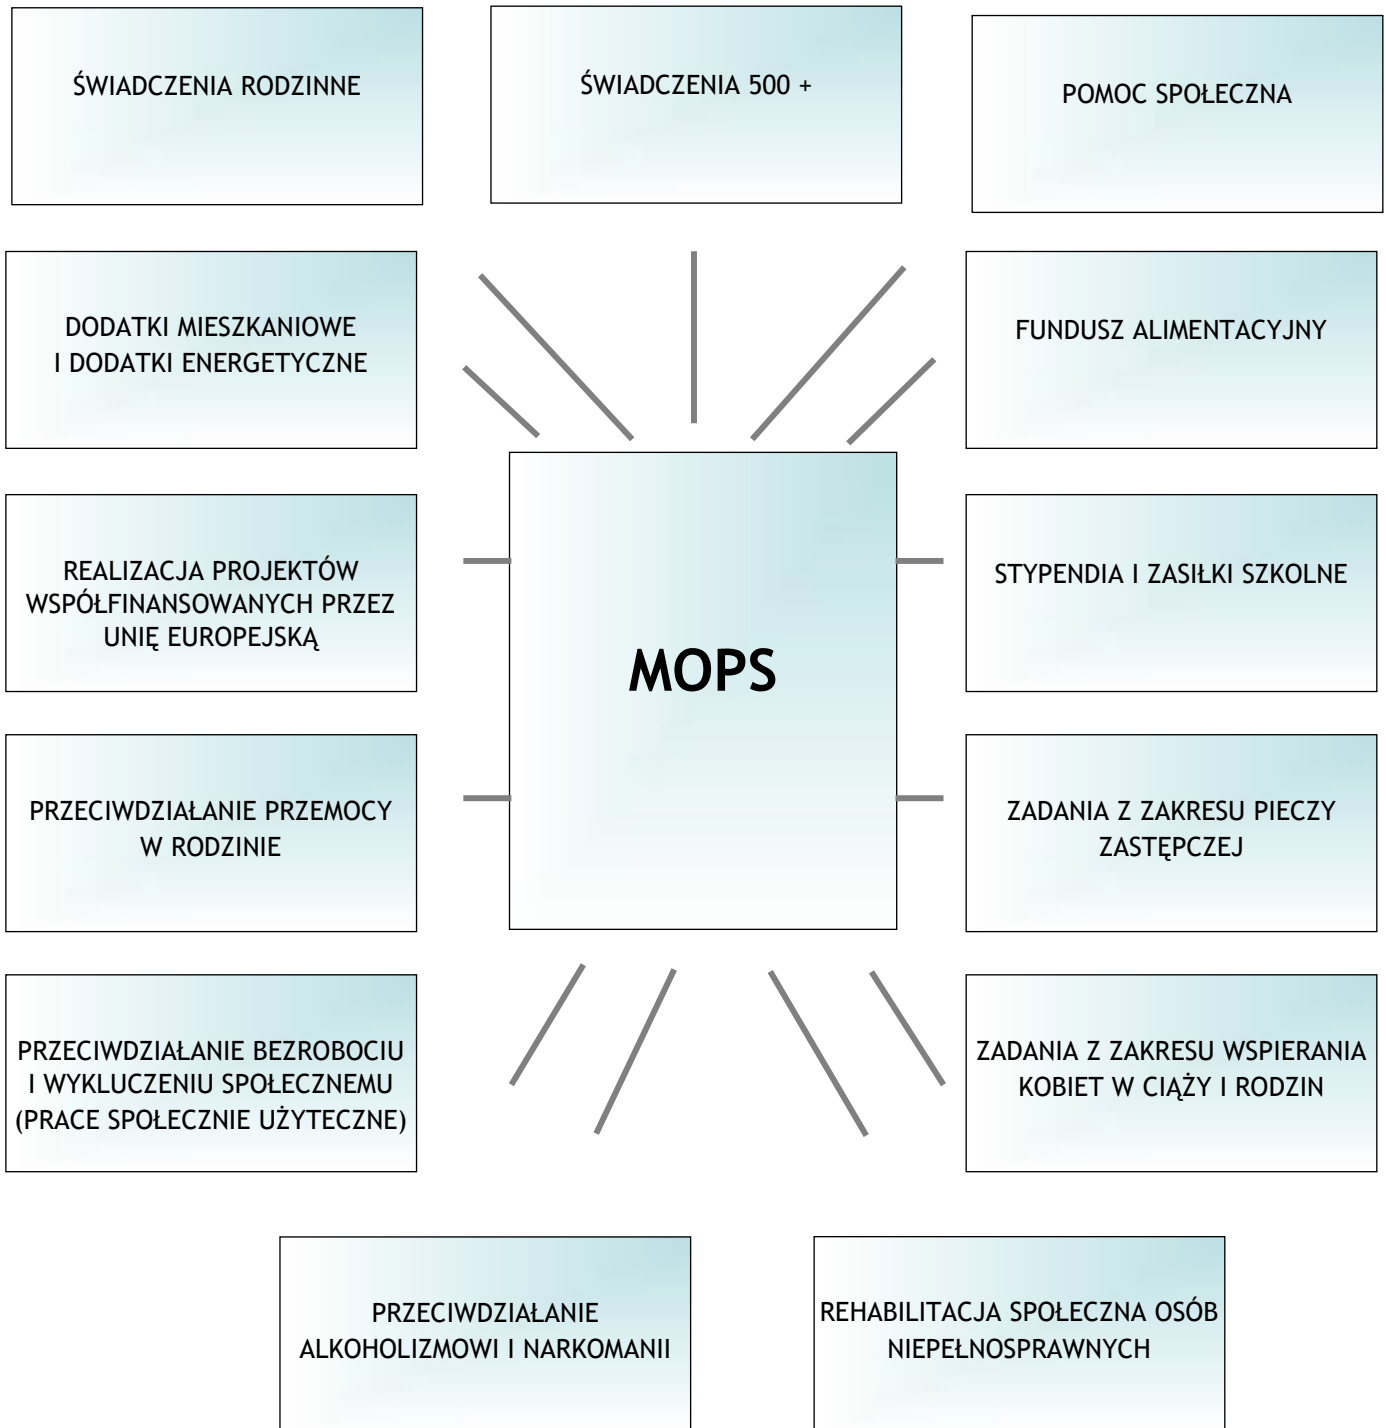 ŚWIADCZENIA RODZINNE
ŚWIADCZENIA 500 +
POMOC SPOŁECZNA
DODATKI MIESZKANIOWE
I DODATKI ENERGETYCZNE
FUNDUSZ ALIMENTACYJNY
REALIZACJA PROJEKTÓW
WSPÓŁFINANSOWANYCH PRZEZ
UNIĘ EUROPEJSKĄ
MOPS
STYPENDIA I ZASIŁKI SZKOLNE
PRZECIWDZIAŁANIE PRZEMOCY
W RODZINIE
ZADANIA Z ZAKRESU PIECZY
ZASTĘPCZEJ
PRZECIWDZIAŁANIE BEZROBOCIU
I WYKLUCZENIU SPOŁECZNEMU
(PRACE SPOŁECZNIE UŻYTECZNE)
ZADANIA Z ZAKRESU WSPIERANIA
KOBIET W CIĄŻY I RODZIN
PRZECIWDZIAŁANIE
ALKOHOLIZMOWI I NARKOMANII
REHABILITACJA SPOŁECZNA OSÓB
NIEPEŁNOSPRAWNYCH